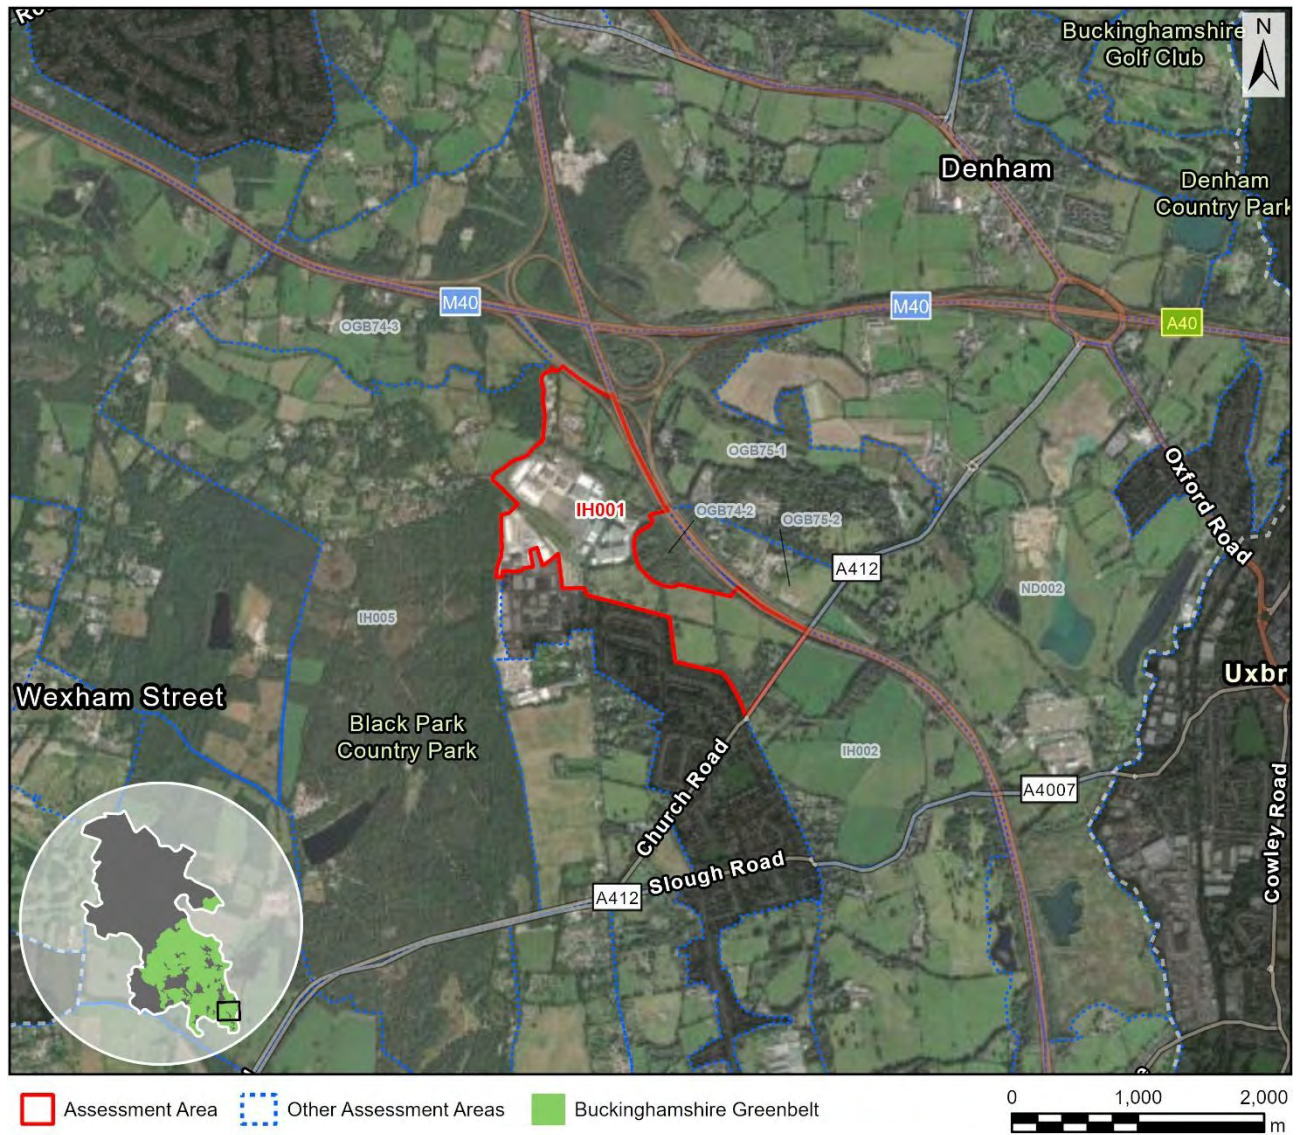 Buckinghamshire
Golf Club
N
Denham
Denham
Country Park
M40
M40
A40
OGB74-3
OGB75-1
IH001
OGB74-2
OGB75-2
Oxford Road
A412
ND002
IH005
Wexham Street
Black Park
Country Park
Uxbr
IH002
A4007
Church Road
Slough Road
A412
Cowley Road
Assessment Area
Other Assessment Areas
Buckinghamshire Greenbelt
0 1,000 2,000
m